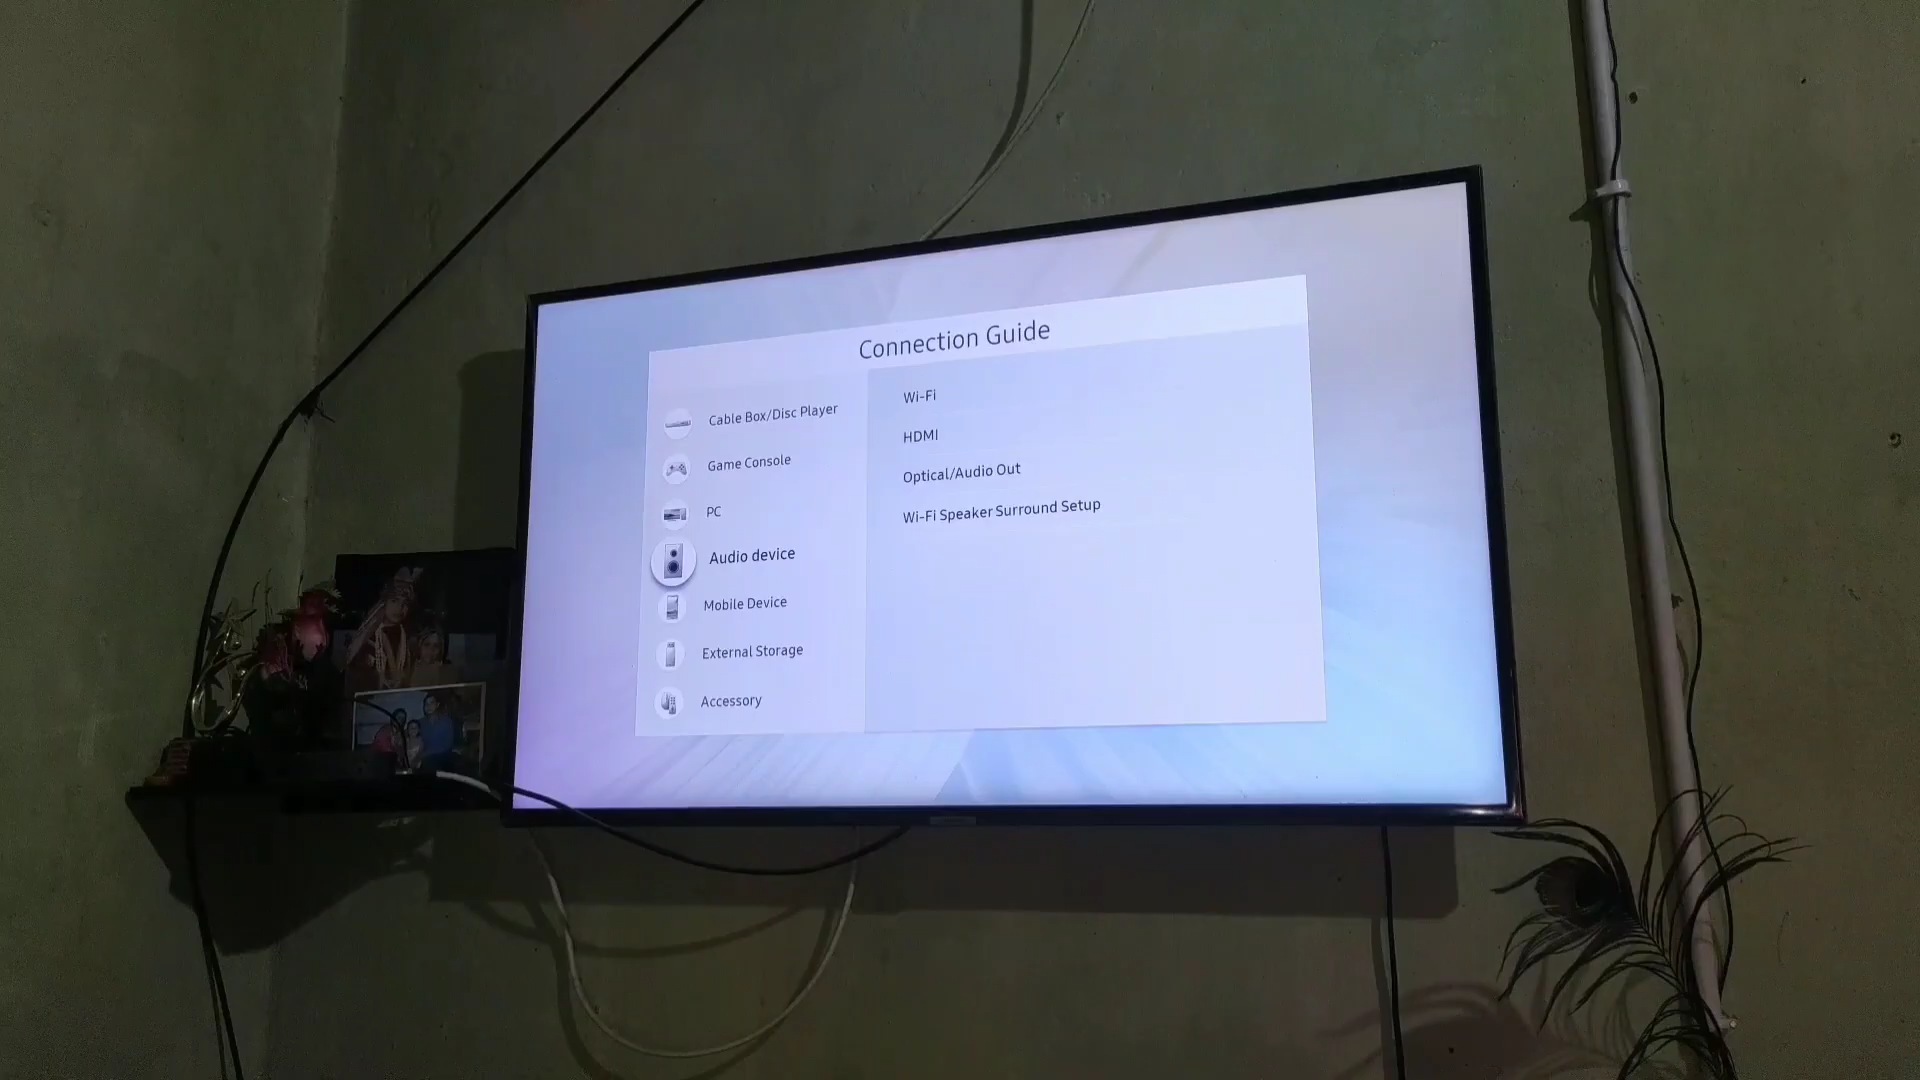 Connection Guide
Cable Box/Disc Player
Game Console
PC
Audio device
Mobile Device
External Storage
Accessory
Wi-Fi
HDMI
Optical/Audio Out
Wi-Fi Speaker Surround Setup